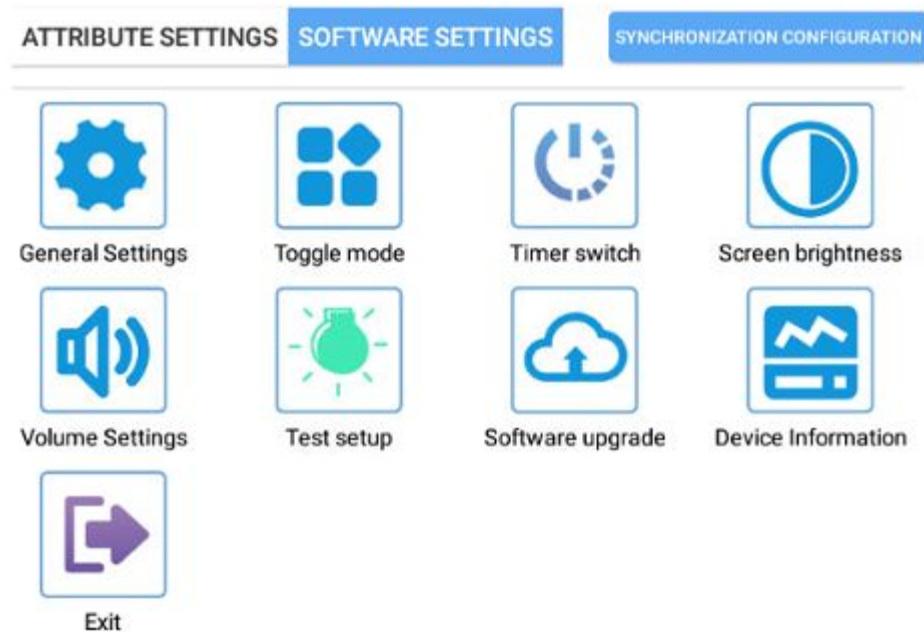 ATTRIBUTE SETTINGS SOFTWARE SETTINGS SYNCHRONIZATION CONFIGURATION
General Settings Toggle mode Timer switch Screen brightness
Volume Settings Test setup Software upgrade Device Information
Exit